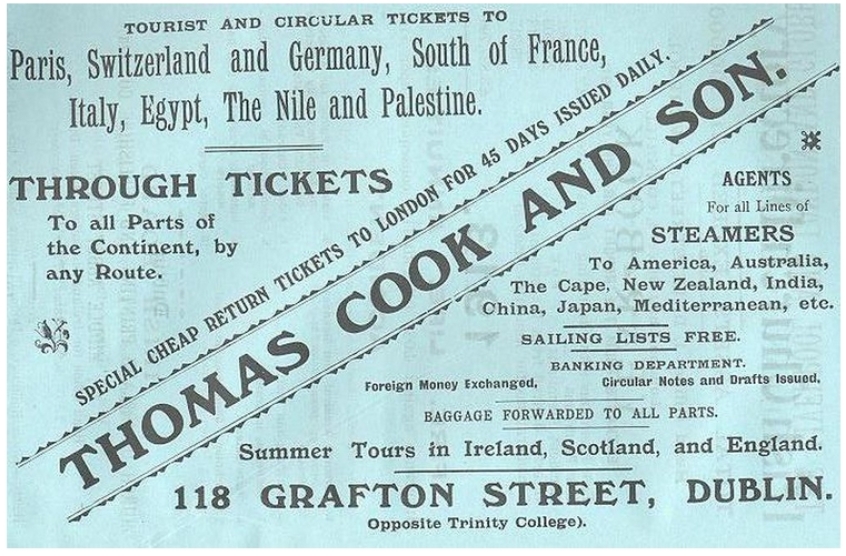 TOURIST AND CIRCULAR TICKETS TO
Paris, Switzerland and Germany, South of France,
Italy, Egypt, The Nile and Palestine.
THROUGH TICKETS
To all Parts of
the Continent, by
any Route.
SPECIAL CHEAP RETURN TICKETS TO LONDON FOR 45 DAYS ISSUED DAILY.
THOMAS COOK AND SON.
AGENTS
For all Lines of
STEAMERS
To America, Australia,
The Cape, New Zealand, India,
China, Japan, Mediterranean, etc.
SAILING LISTS FREE.
BANKING DEPARTMENT.
Foreign Money Exchanged, Circular Notes and Drafts Issued,
BAGGAGE FORWARDED TO ALL PARTS.
Summer Tours in Ireland, Scotland, and England.
118 GRAFTON STREET, DUBLIN.
Opposite Trinity College).